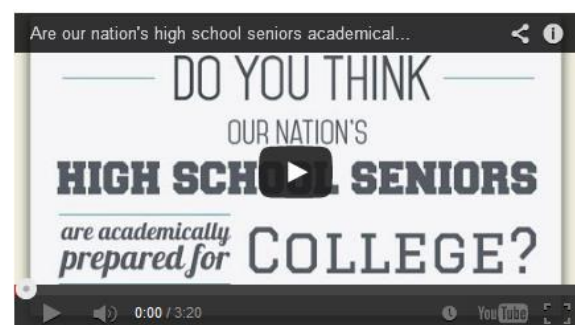 Are our nation's high school seniors academical...
DO YOU THINK
OUR NATION'S
HIGH SCHOOL SENIORS
are academically
prepared for COLLEGE?
0:00 / 3:20
YouTube